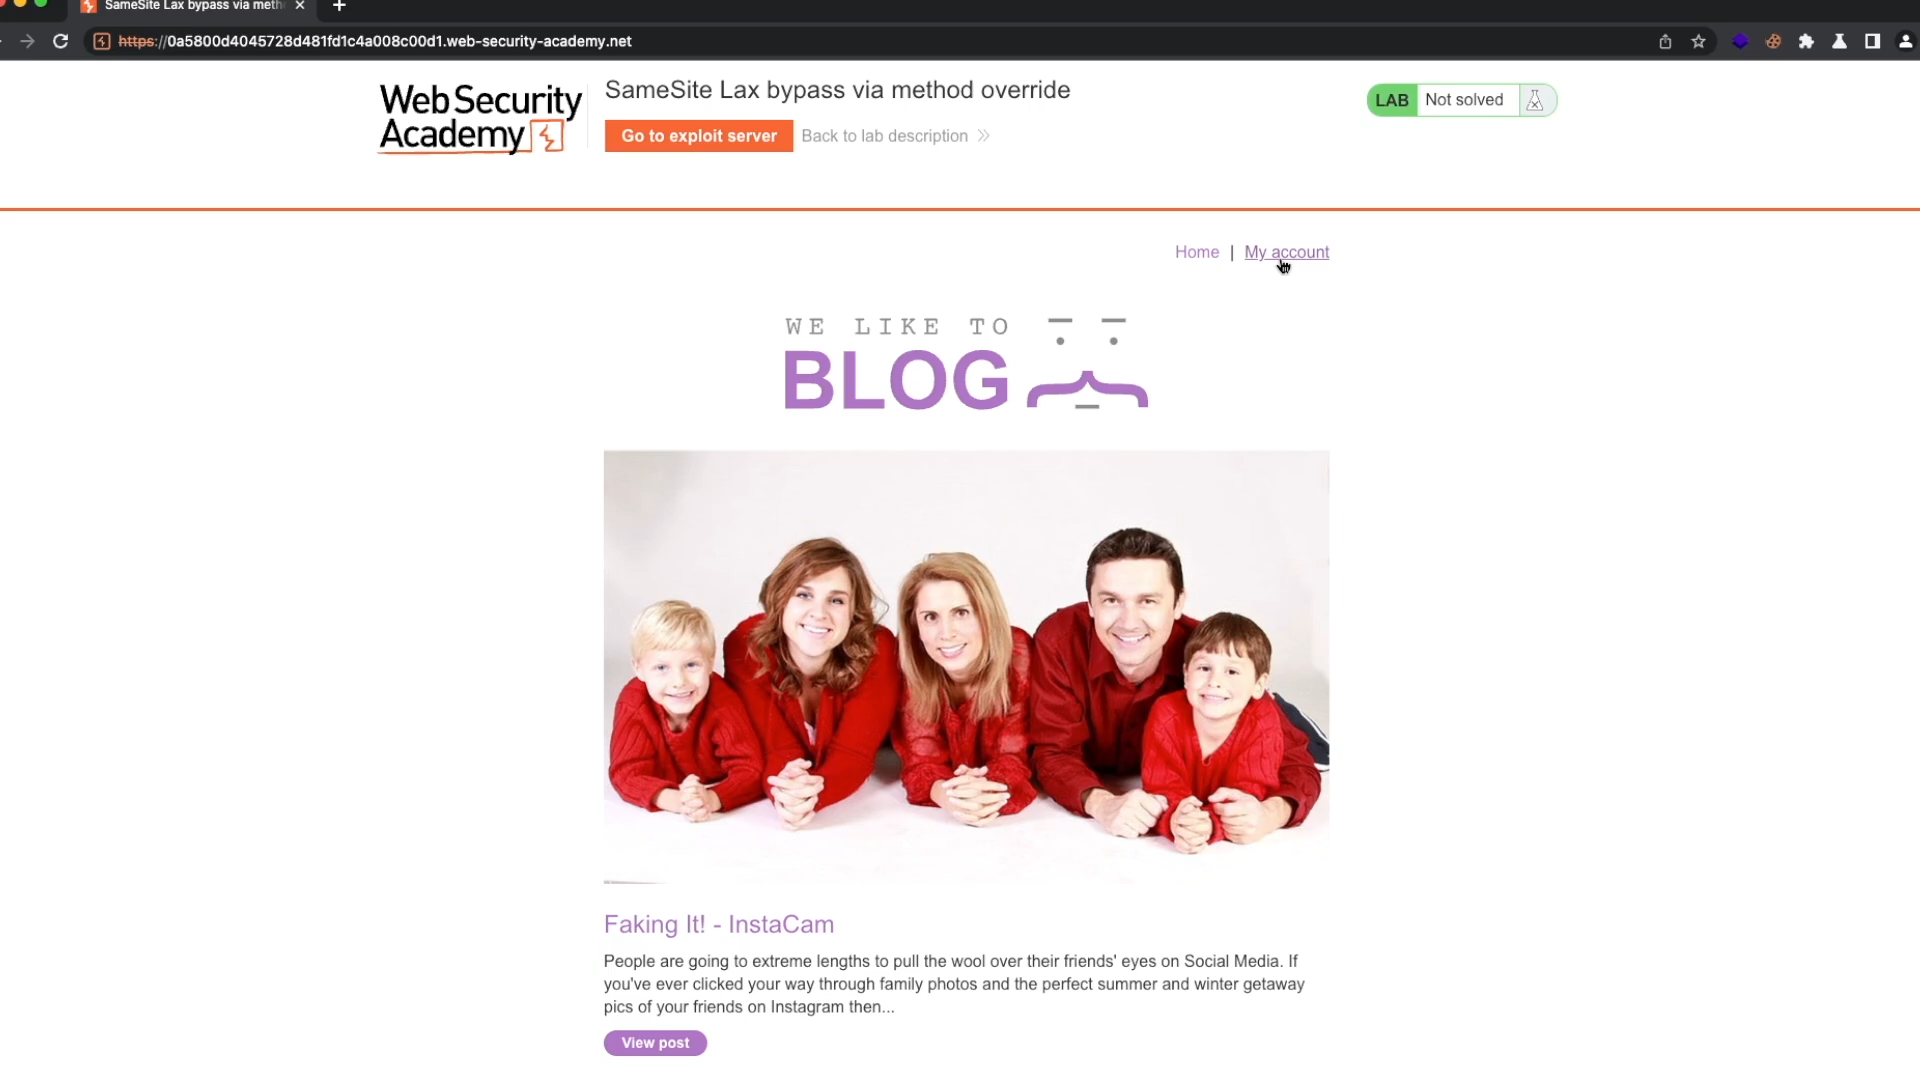 SameSite Lax bypass via meth
https://0a5800d4045728d481fd1c4a008c00d1.web-security-academy.net
WebSecurity
Academy
SameSite Lax bypass via method override
Go to exploit server
Back to lab description
LAB
Not solved
Home | My account
WE LIKE TO
BLOG
Faking It! - InstaCam
People are going to extreme lengths to pull the wool over their friends' eyes on Social Media. If
you've ever clicked your way through family photos and the perfect summer and winter getaway
pics of your friends on Instagram then...
View post